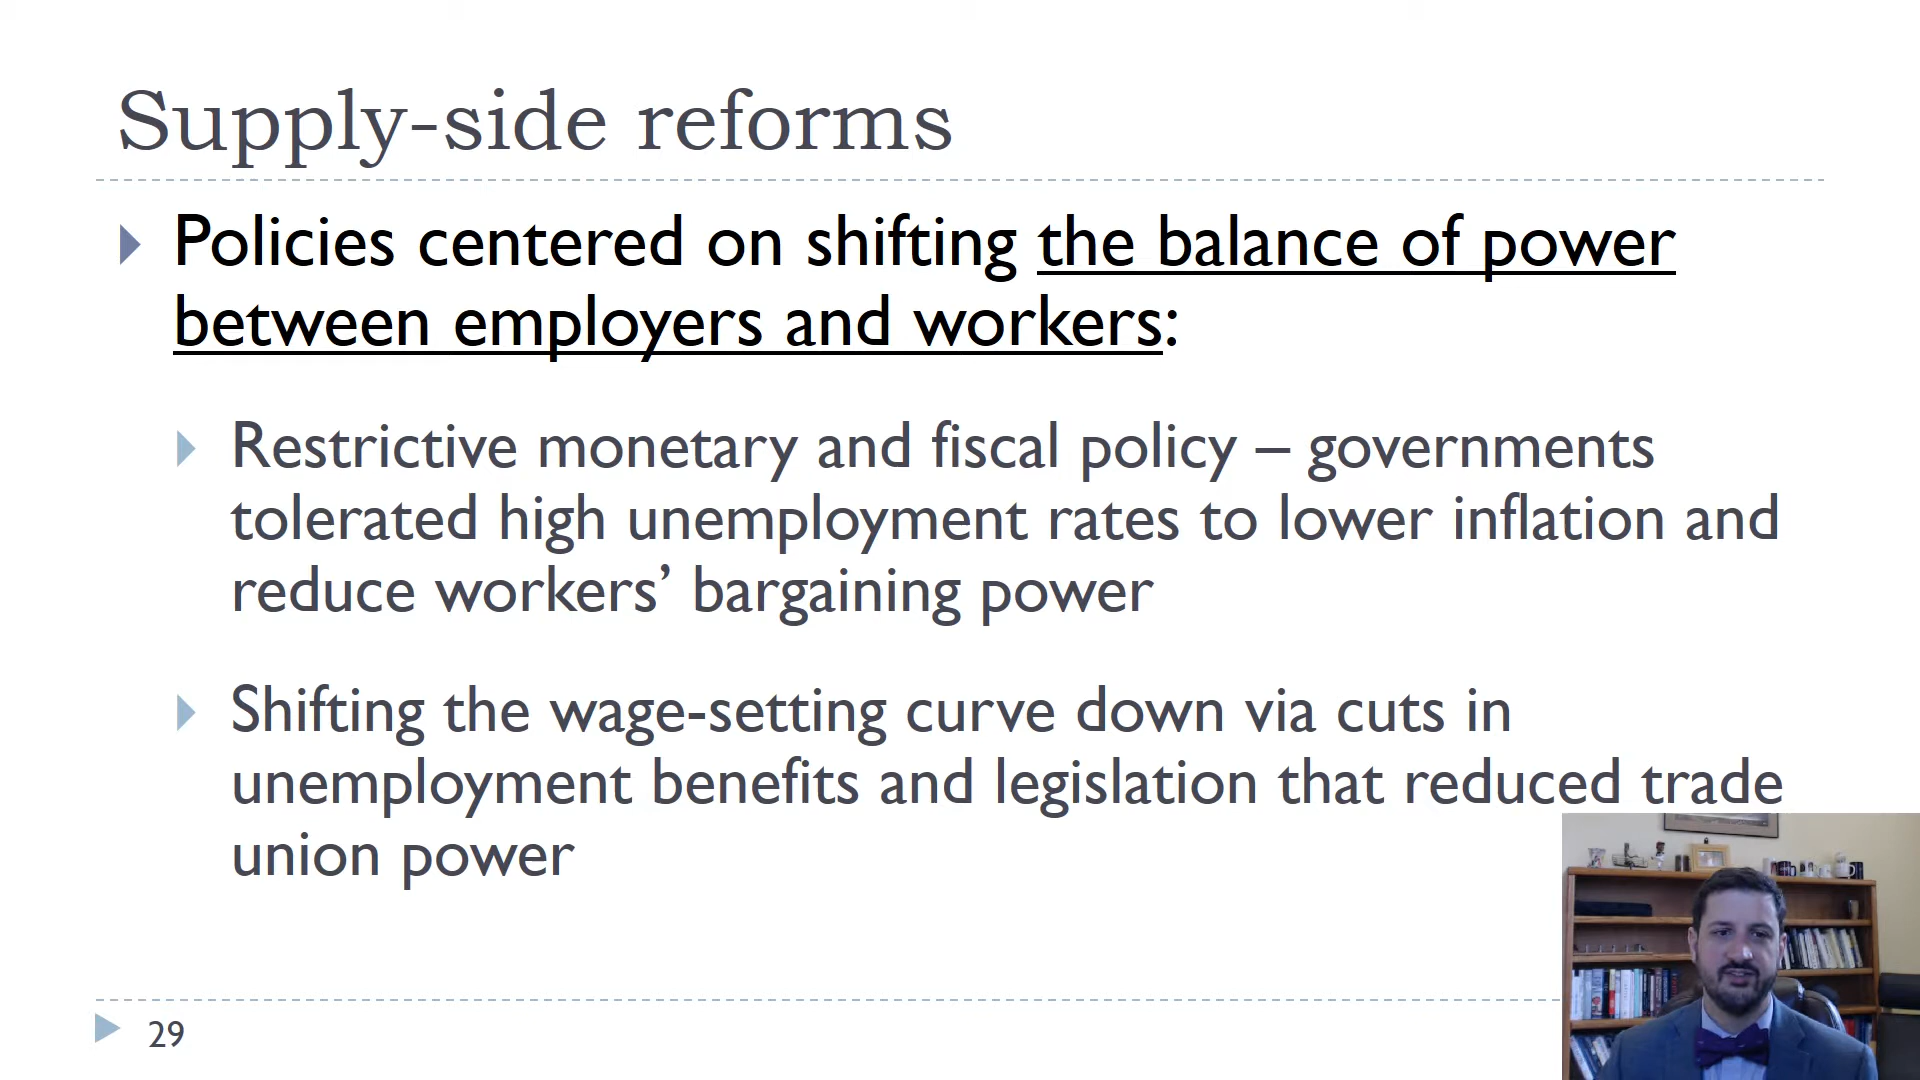 Supply-side reforms
Policies centered on shifting the balance of power
between employers and workers:
Restrictive monetary and fiscal policy – governments
tolerated high unemployment rates to lower inflation and
reduce workers’ bargaining power
Shifting the wage-setting curve down via cuts in
unemployment benefits and legislation that reduced trade
union power
29